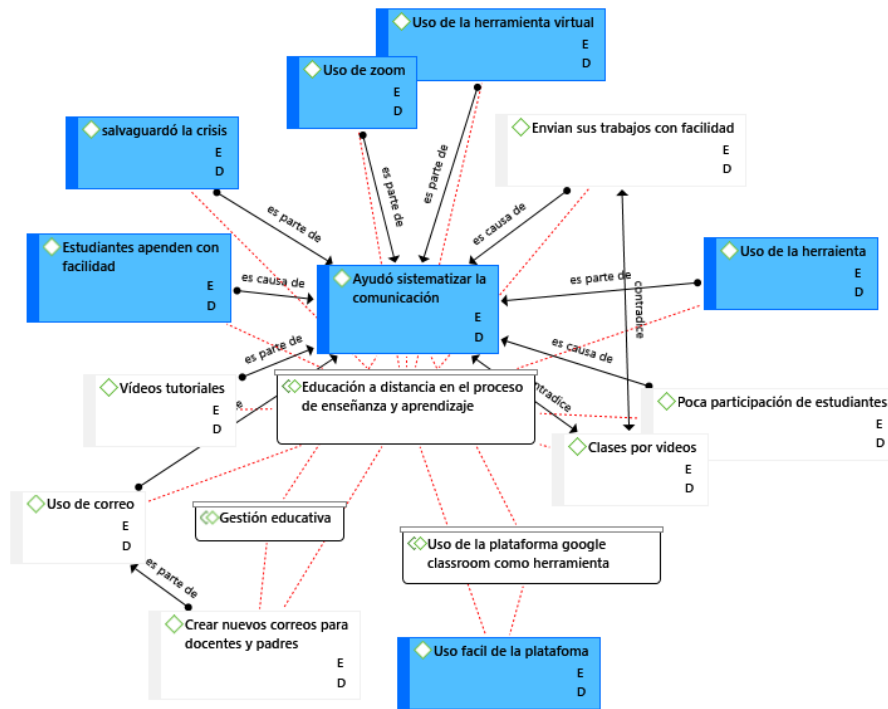 Uso de la herramienta virtual
E
D
Uso de zoom
E
D
Envian sus trabajos con facilidad
E
D
salvaguardó la crisis
E
D
es parte de
es parte de
es parte de
es causa de
Estudiantes apenden con
facilidad
E
D
es causa de
Ayudó sistematizar la
comunicación
E
D
es parte de
contradice
Uso de la herraienta
E
D
es parte de
es causa de
Vídeos tutoriales
E
D
Educación a distancia en el proceso
de enseñanza y aprendizaje
contradice
Poca participación de estudiantes
E
D
Clases por vídeos
E
D
Uso de correo
E
D
Gestión educativa
Uso de la plataforma google
classroom como herramienta
es parte de
Crear nuevos correos para
docentes y padres
E
D
Uso facil de la platafoma
E
D